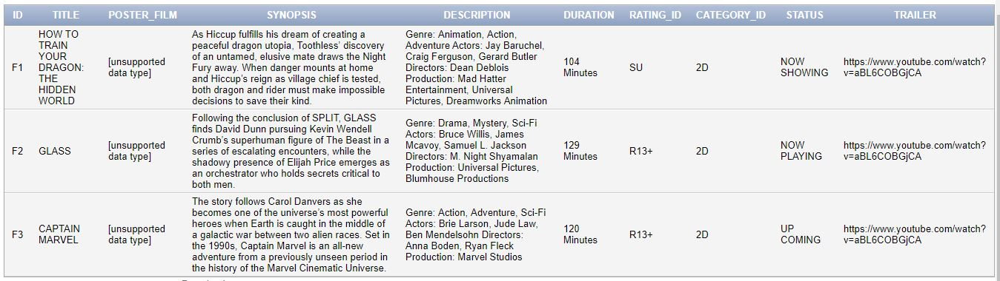 ID TITLE POSTER_FILM SYNOPSIS DESCRIPTION DURATION RATING_ID CATEGORY_ID STATUS TRAILER
F1
HOW TO
TRAIN
YOUR
DRAGON:
THE
HIDDEN
WORLD
[unsupported
data type]
As Hiccup fulfills his dream of creating a
peaceful dragon utopia, Toothless’ discovery
of an untamed, elusive mate draws the Night
Fury away. When danger mounts at home
and Hiccup’s reign as village chief is tested,
both dragon and rider must make impossible
decisions to save their kind.
Genre: Animation, Action,
Adventure Actors: Jay Baruchel,
Craig Ferguson, Gerard Butler
Directors: Dean Deblois
Production: Mad Hatter
Entertainment, Universal
Pictures, Dreamworks Animation
104
Minutes
SU
2D
NOW
SHOWING
https://www.youtube.com/watch?
v=aBL6COBGjCA
F2
GLASS
[unsupported
data type]
Following the conclusion of SPLIT, GLASS
finds David Dunn pursuing Kevin Wendell
Crumb’s superhuman figure of The Beast in a
series of escalating encounters, while the
shadowy presence of Elijah Price emerges as
an orchestrator who holds secrets critical to
both men.
Genre: Drama, Mystery, Sci-Fi
Actors: Bruce Willis, James
Mcavoy, Samuel L. Jackson
Directors: M. Night Shyamalan
Production: Universal Pictures,
Blumhouse Productions
129
Minutes
R13+
2D
NOW
PLAYING
https://www.youtube.com/watch?
v=aBL6COBGjCA
F3
CAPTAIN
MARVEL
[unsupported
data type]
The story follows Carol Danvers as she
becomes one of the universe’s most powerful
heroes when Earth is caught in the middle of
a galactic war between two alien races. Set in
the 1990s, Captain Marvel is an all-new
adventure from a previously unseen period in
the history of the Marvel Cinematic Universe.
Genre: Action, Adventure, Sci-Fi
Actors: Brie Larson, Jude Law,
Ben Mendelsohn Directors:
Anna Boden, Ryan Fleck
Production: Marvel Studios
120
Minutes
R13+
2D
UP
COMING
https://www.youtube.com/watch?
v=aBL6COBGjCA